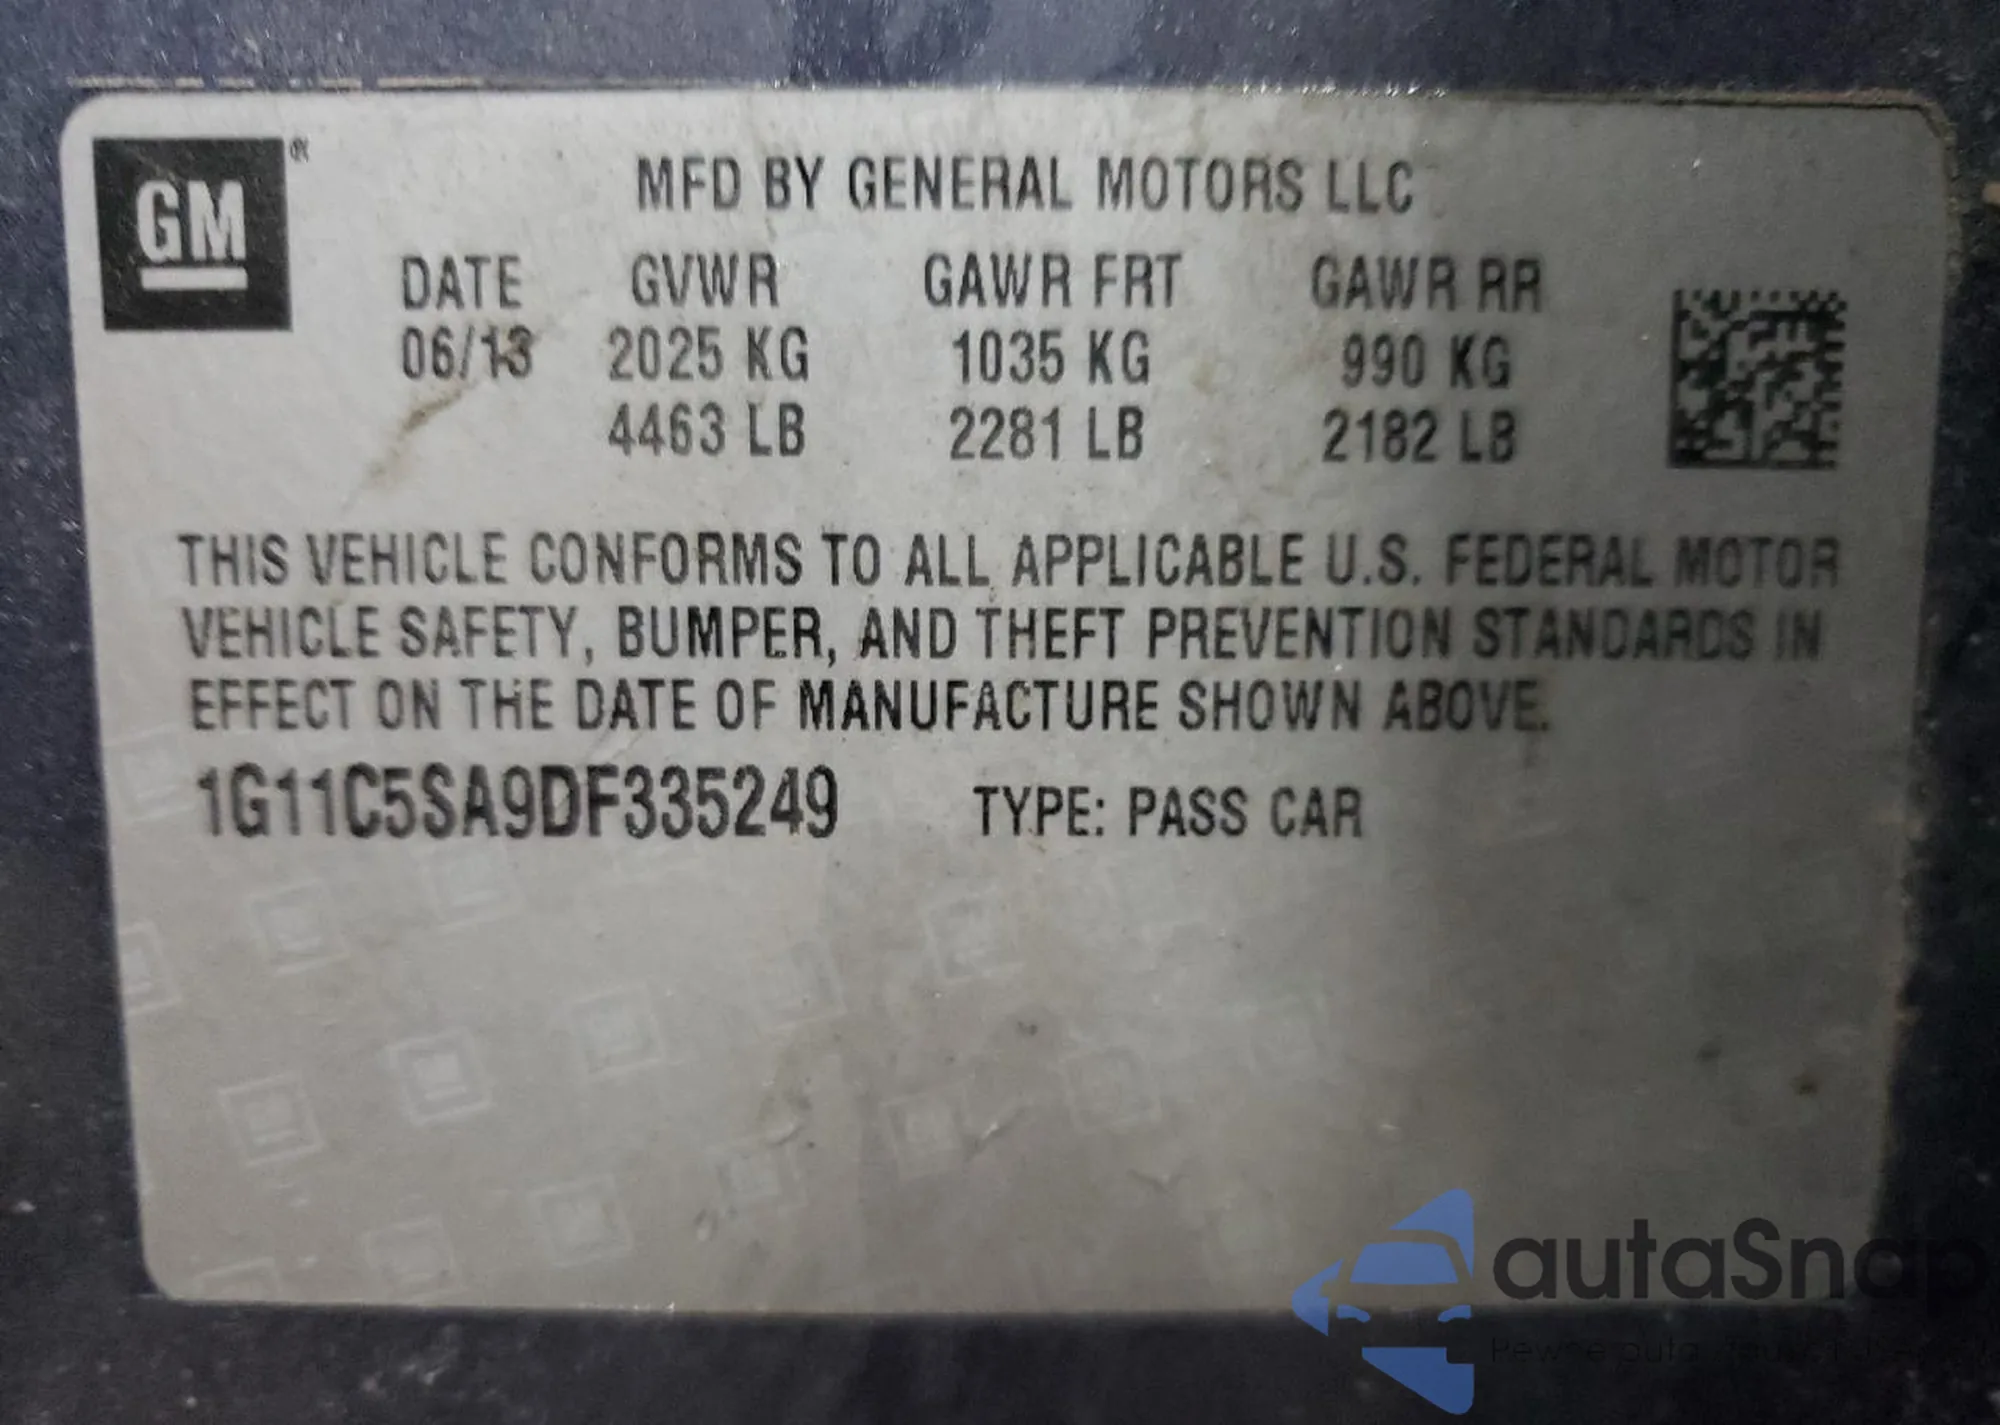 GM®
MFD BY GENERAL MOTORS LLC
DATE GVWR GAWR FRT GAWR RR
06/13 2025 KG 1035 KG 990 KG
4463 LB 2281 LB 2182 LB
THIS VEHICLE CONFORMS TO ALL APPLICABLE U.S. FEDERAL MOTOR
VEHICLE SAFETY, BUMPER, AND THEFT PREVENTION STANDARDS IN
EFFECT ON THE DATE OF MANUFACTURE SHOWN ABOVE.
1G11C5SA9DF335249 TYPE: PASS CAR
autaSnap
Pewne auta